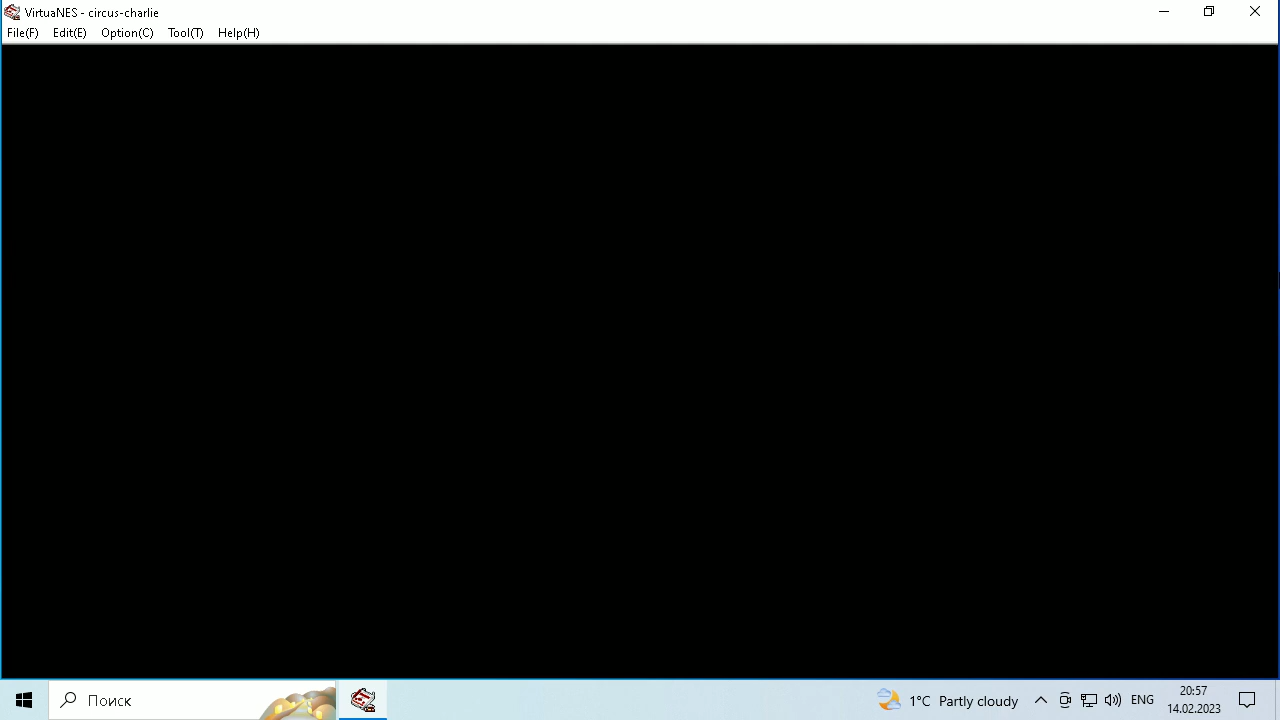 VirtuaNES - circus-charlie
File(F) Edit(E) Option(C) Tool(T) Help(H)
Поиск
1°C Partly cloudy
ENG
20:57
14.02.2023